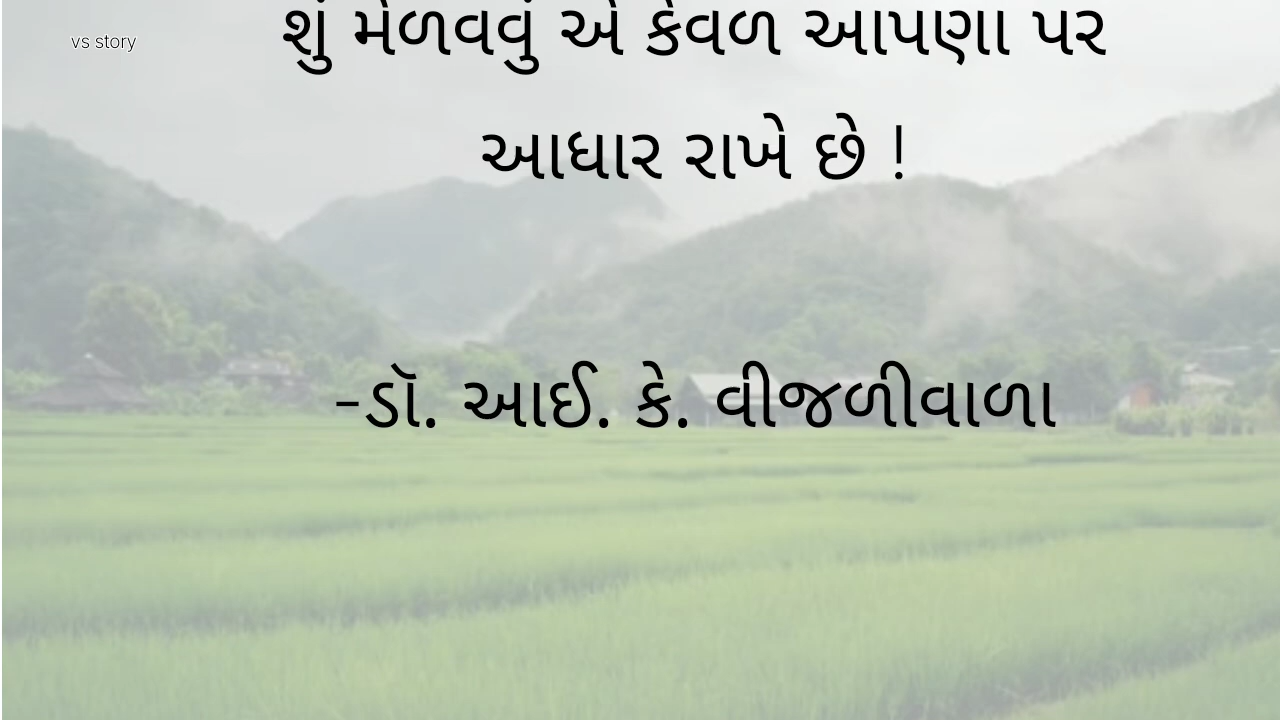 vs story
શું મેળવવું એ કેવળ આપણા પર
આધાર રાખે છે !
-ડૉ. આઈ. કે. વીજળીવાળા